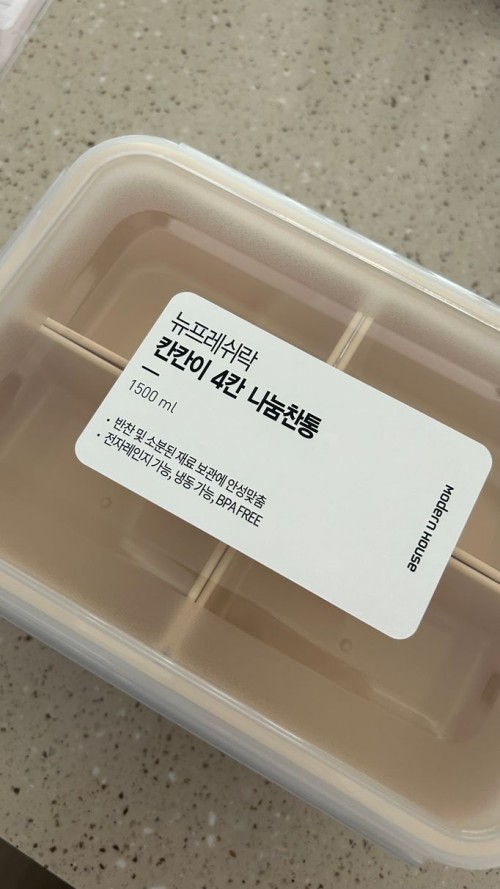 뉴프레쉬락
칸칸이 4칸 나눔찬통
1500 ml
• 반찬 및 소분된 재료 보관에 안성맞춤
• 전자레인지 가능, 냉동 가능, BPA FREE
MODERN HOUSE